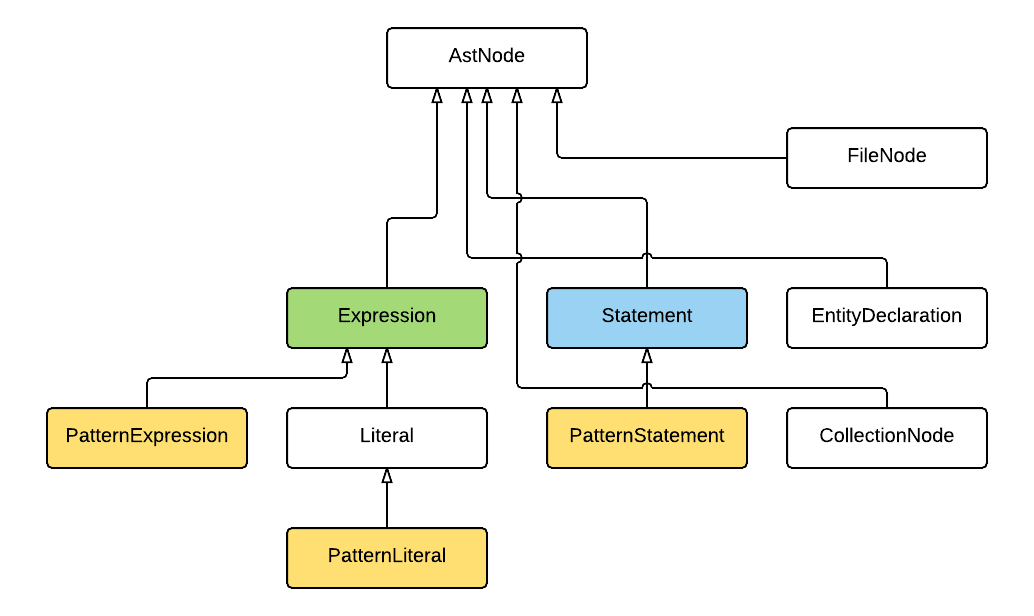 AstNode
FileNode
Expression
Statement
EntityDeclaration
PatternExpression
Literal
PatternStatement
CollectionNode
PatternLiteral